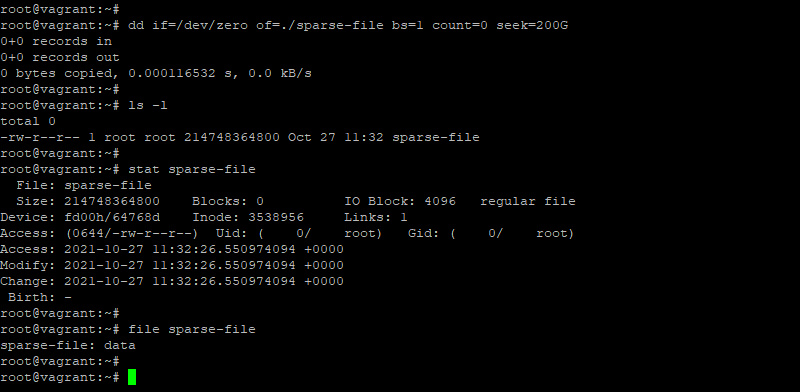 root@vagrant:~#
root@vagrant:~# dd if=/dev/zero of=./sparse-file bs=1 count=0 seek=200G
0+0 records in
0+0 records out
0 bytes copied, 0.000116532 s, 0.0 kB/s
root@vagrant:~#
root@vagrant:~# ls -l
total 0
-rw-r--r-- 1 root root 214748364800 Oct 27 11:32 sparse-file
root@vagrant:~#
root@vagrant:~# stat sparse-file
  File: sparse-file
  Size: 214748364800    Blocks: 0          IO Block: 4096   regular file
Device: fd00h/64768d    Inode: 3538956     Links: 1
Access: (0644/-rw-r--r--)  Uid: (    0/    root)   Gid: (    0/    root)
Access: 2021-10-27 11:32:26.550974094 +0000
Modify: 2021-10-27 11:32:26.550974094 +0000
Change: 2021-10-27 11:32:26.550974094 +0000
 Birth: -
root@vagrant:~#
root@vagrant:~# file sparse-file
sparse-file: data
root@vagrant:~#
root@vagrant:~#